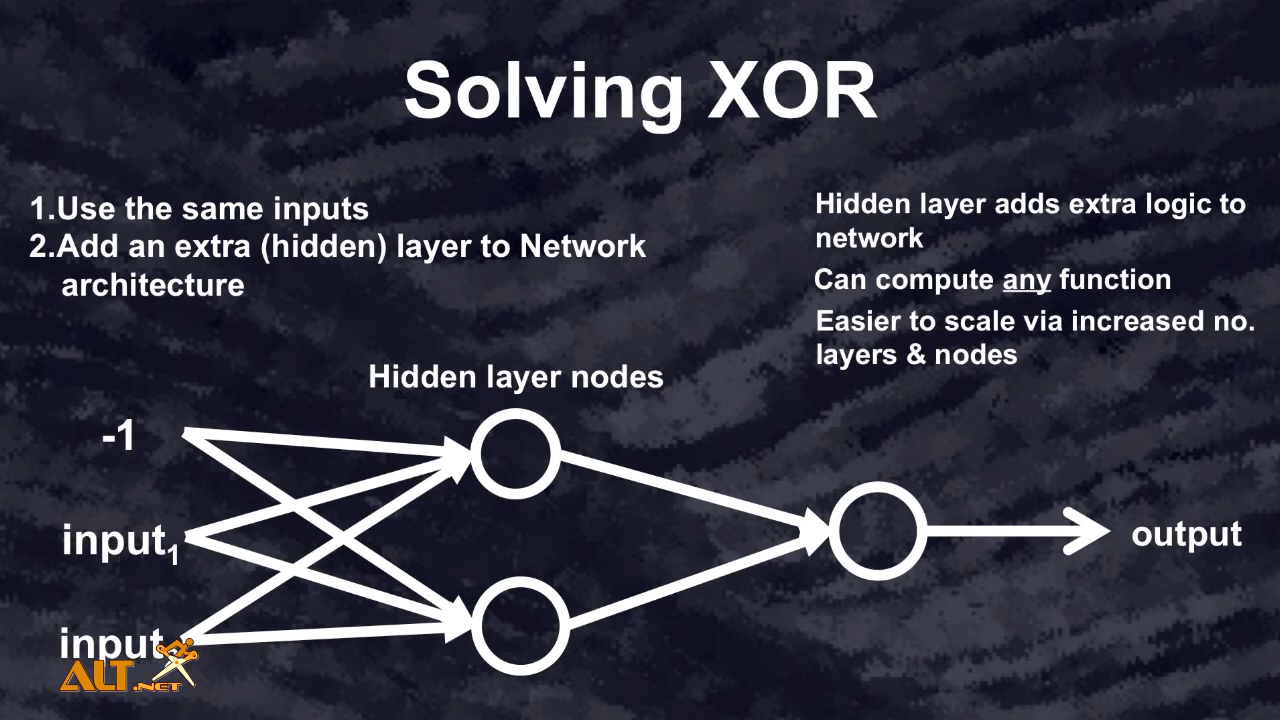 Solving XOR
1.Use the same inputs
2.Add an extra (hidden) layer to Network
architecture
Hidden layer adds extra logic to
network
Can compute any function
Easier to scale via increased no.
layers & nodes
Hidden layer nodes
-1
input1
input
output
ALT.NET